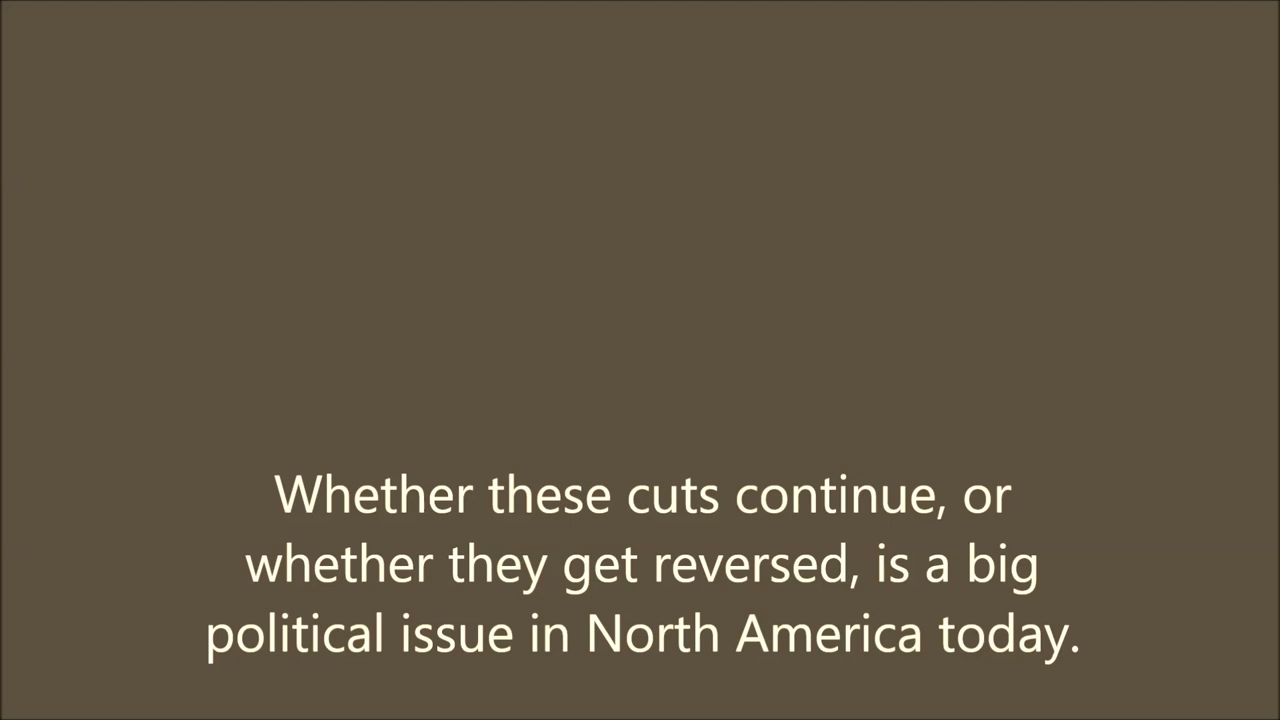 Whether these cuts continue, or
whether they get reversed, is a big
political issue in North America today.